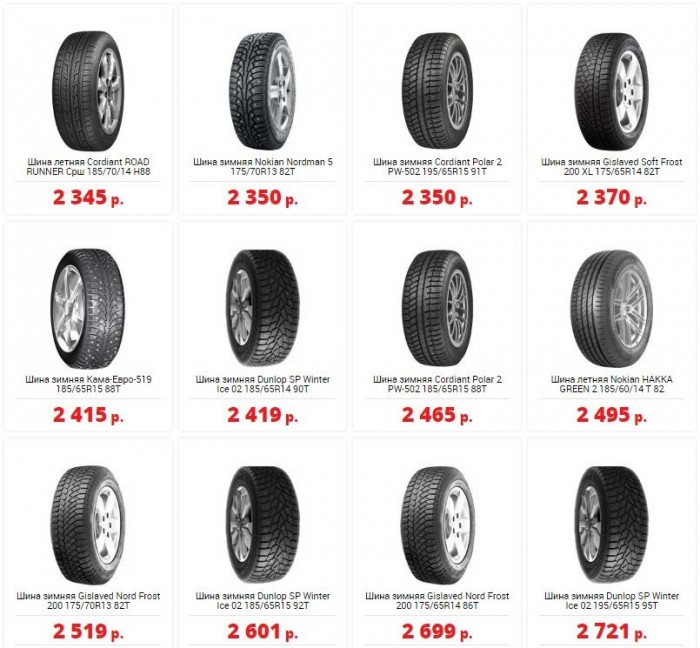 Шина летняя Cordiant ROAD
RUNNER Срш 185/70/14 H88
2 345 р.
Шина зимняя Nokian Nordman 5
175/70R13 82T
2 350 р.
Шина зимняя Cordiant Polar 2
PW-502 195/65R15 91T
2 350 р.
Шина зимняя Gislaved Soft Frost
200 XL 175/65R14 82T
2 370 р.
Шина зимняя Кама-Евро-519
185/65R15 88T
2 415 р.
Шина зимняя Dunlop SP Winter
Ice 02 185/65R14 90T
2 419 р.
Шина зимняя Cordiant Polar 2
PW-502 185/65R15 88T
2 465 р.
Шина летняя Nokian HAKKA
GREEN 2 185/60/14 T 82
2 495 р.
Шина зимняя Gislaved Nord Frost
200 175/70R13 82T
2 519 р.
Шина зимняя Dunlop SP Winter
Ice 02 185/65R15 92T
2 601 р.
Шина зимняя Gislaved Nord Frost
200 175/65R14 86T
2 699 р.
Шина зимняя Dunlop SP Winter
Ice 02 195/65R15 95T
2 721 р.